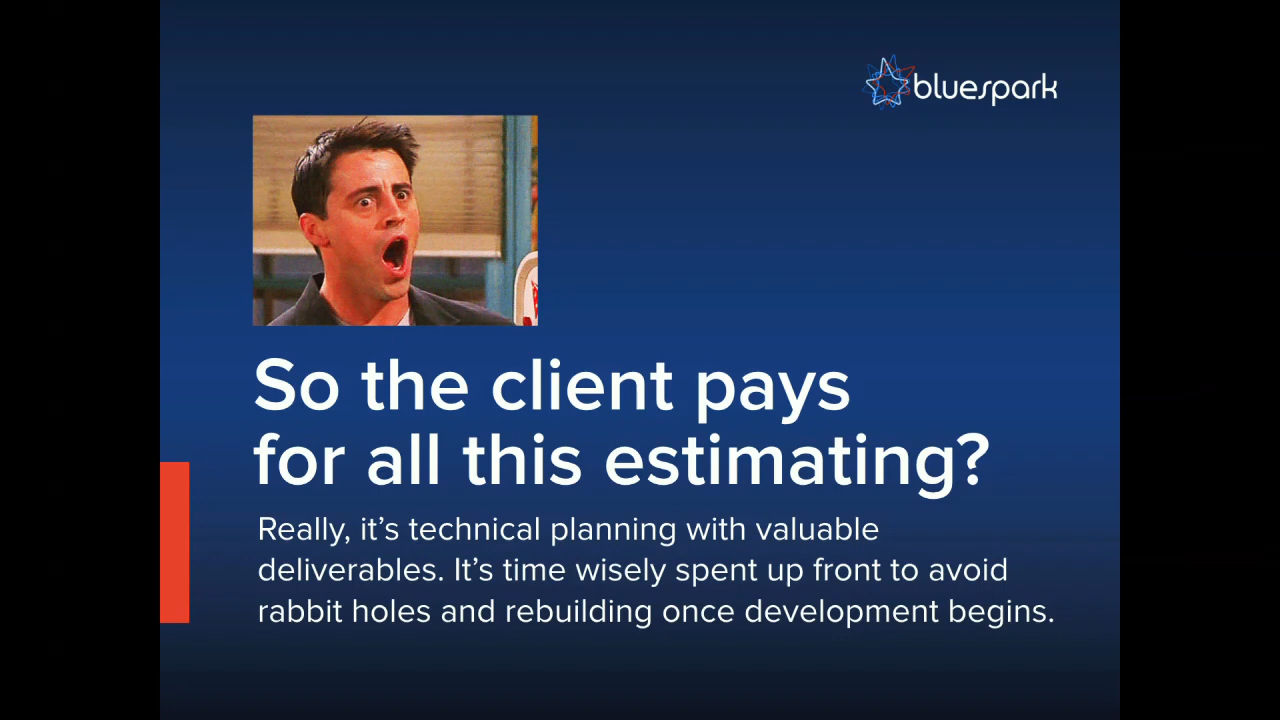 bluespark
So the client pays
for all this estimating?
Really, it’s technical planning with valuable
deliverables. It’s time wisely spent up front to avoid
rabbit holes and rebuilding once development begins.